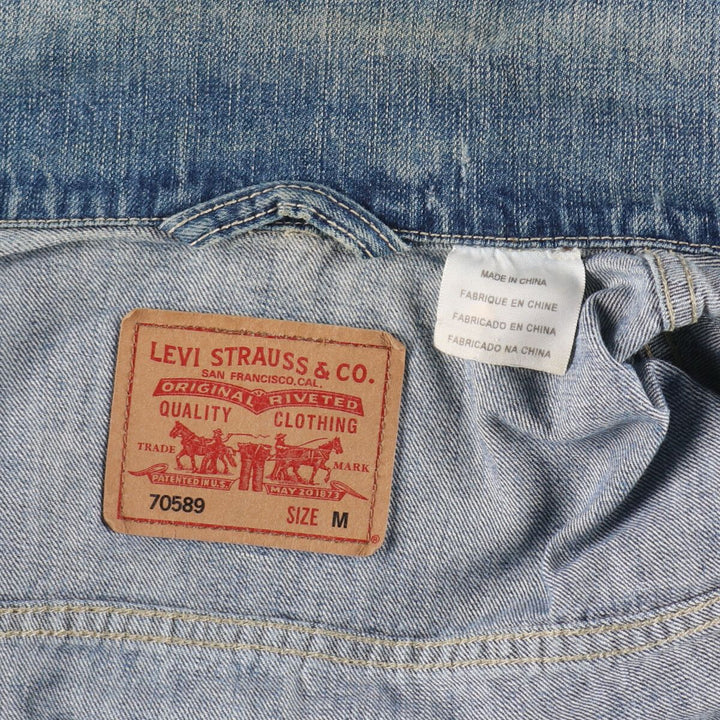 LEVI STRAUSS & CO.
SAN FRANCISCO, CAL.
ORIGINAL RIVETED
QUALITY CLOTHING
TRADE MARK
PATENTED IN U.S. MAY 20 1873
70589 SIZE M
®
MADE IN CHINA
FABRIQUÉ EN CHINE
FABRICADO EN CHINA
FABRICADO NA CHINA